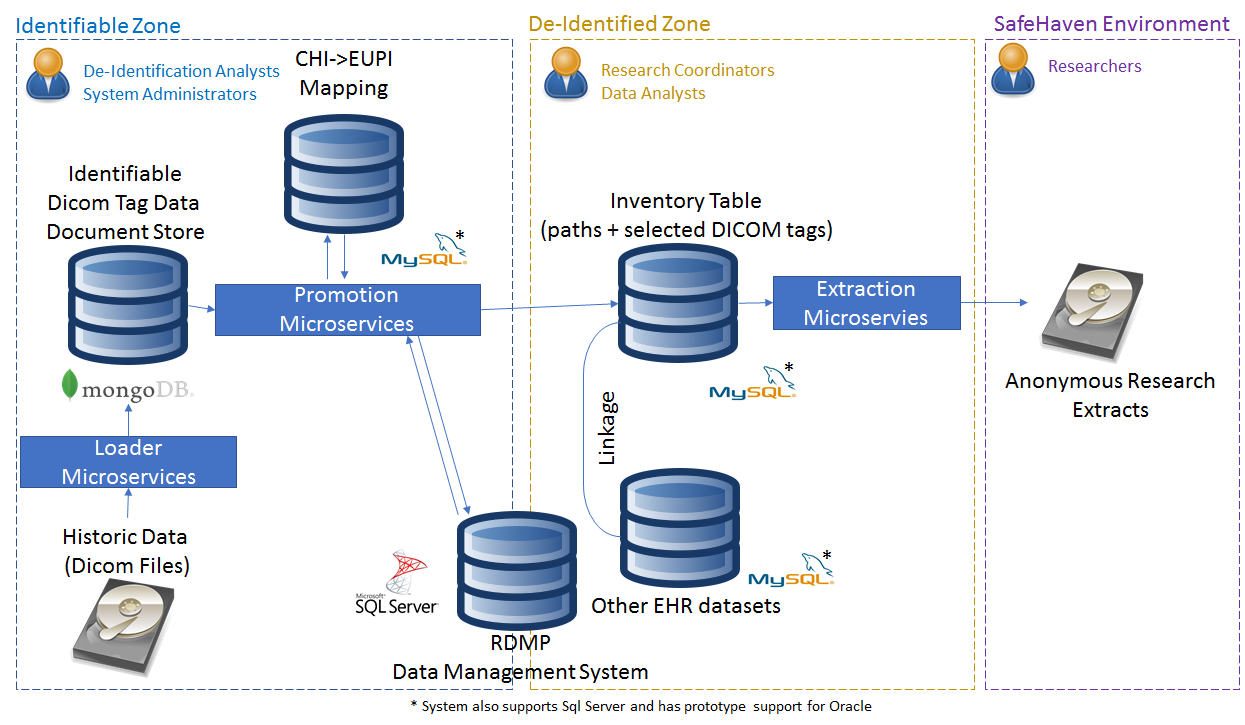 Identifiable Zone
De-Identification Analysts
System Administrators
CHI->EUPI
Mapping
Identifiable
Dicom Tag Data
Document Store
MySQL® *
Promotion
Microservices
mongoDB®
Loader
Microservices
Historic Data
(Dicom Files)
Microsoft®
SQL Server®
RDMP
Data Management System
De-Identified Zone
Research Coordinators
Data Analysts
Inventory Table
(paths + selected DICOM tags)
Extraction
Microservies
MySQL® *
Linkage
MySQL® *
Other EHR datasets
SafeHaven Environment
Researchers
Anonymous Research
Extracts
* System also supports Sql Server and has prototype support for Oracle